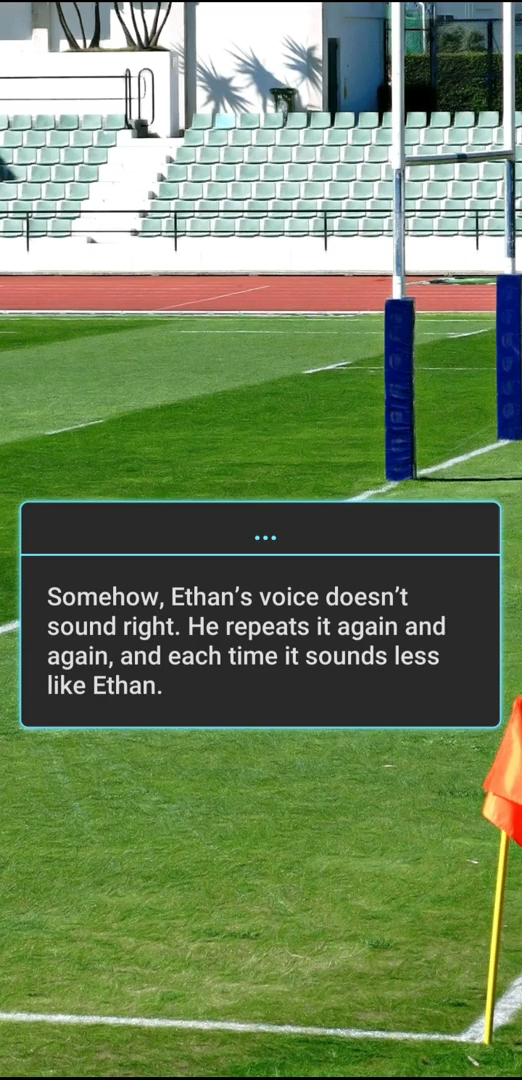 ...
Somehow, Ethan’s voice doesn’t
sound right. He repeats it again and
again, and each time it sounds less
like Ethan.